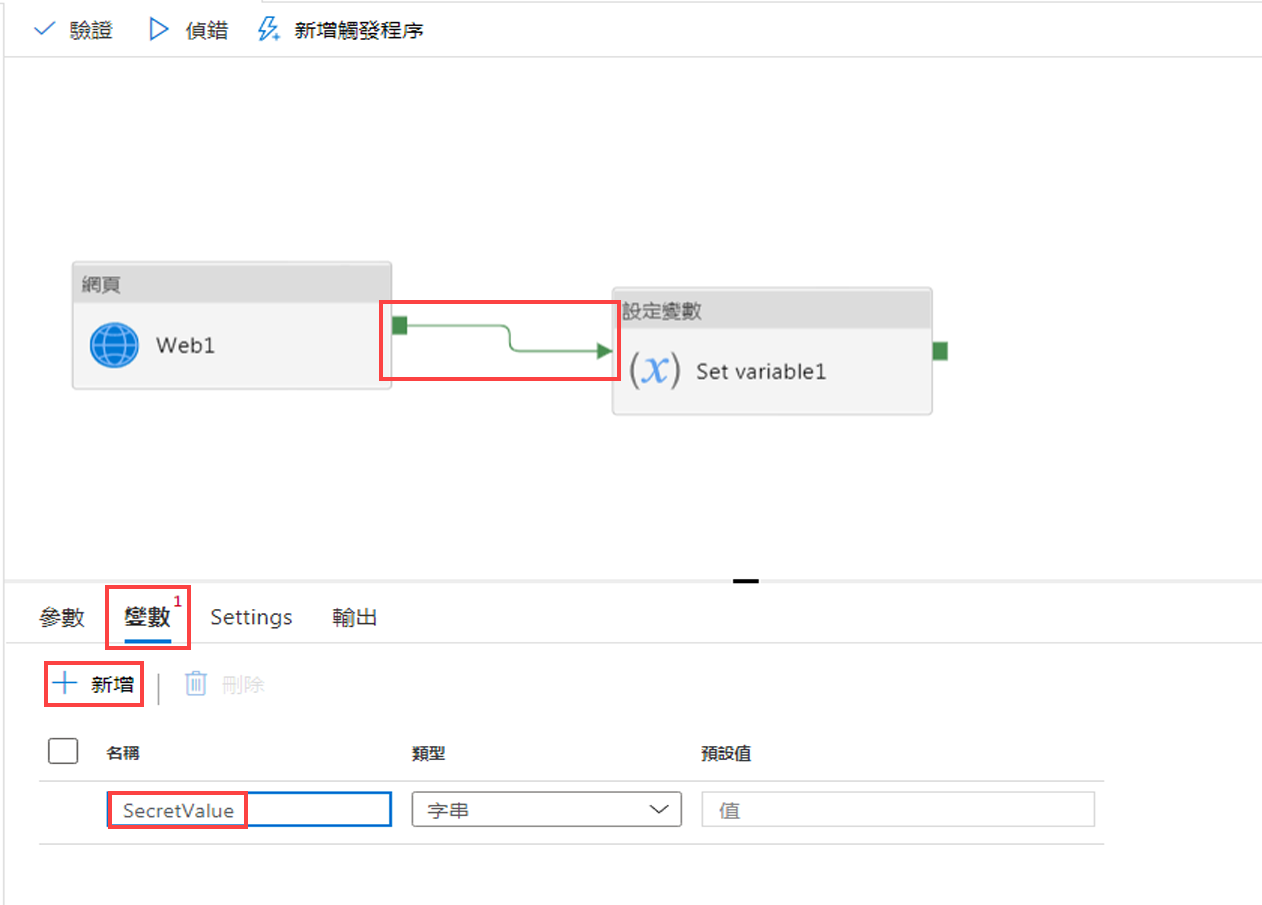 驗證 偵錯 新增觸發程序
網頁
Web1
設定變數
(x) Set variable1
參數 變數 1 Settings 輸出
新增 刪除
名稱 類型 預設值
SecretValue 字串 值